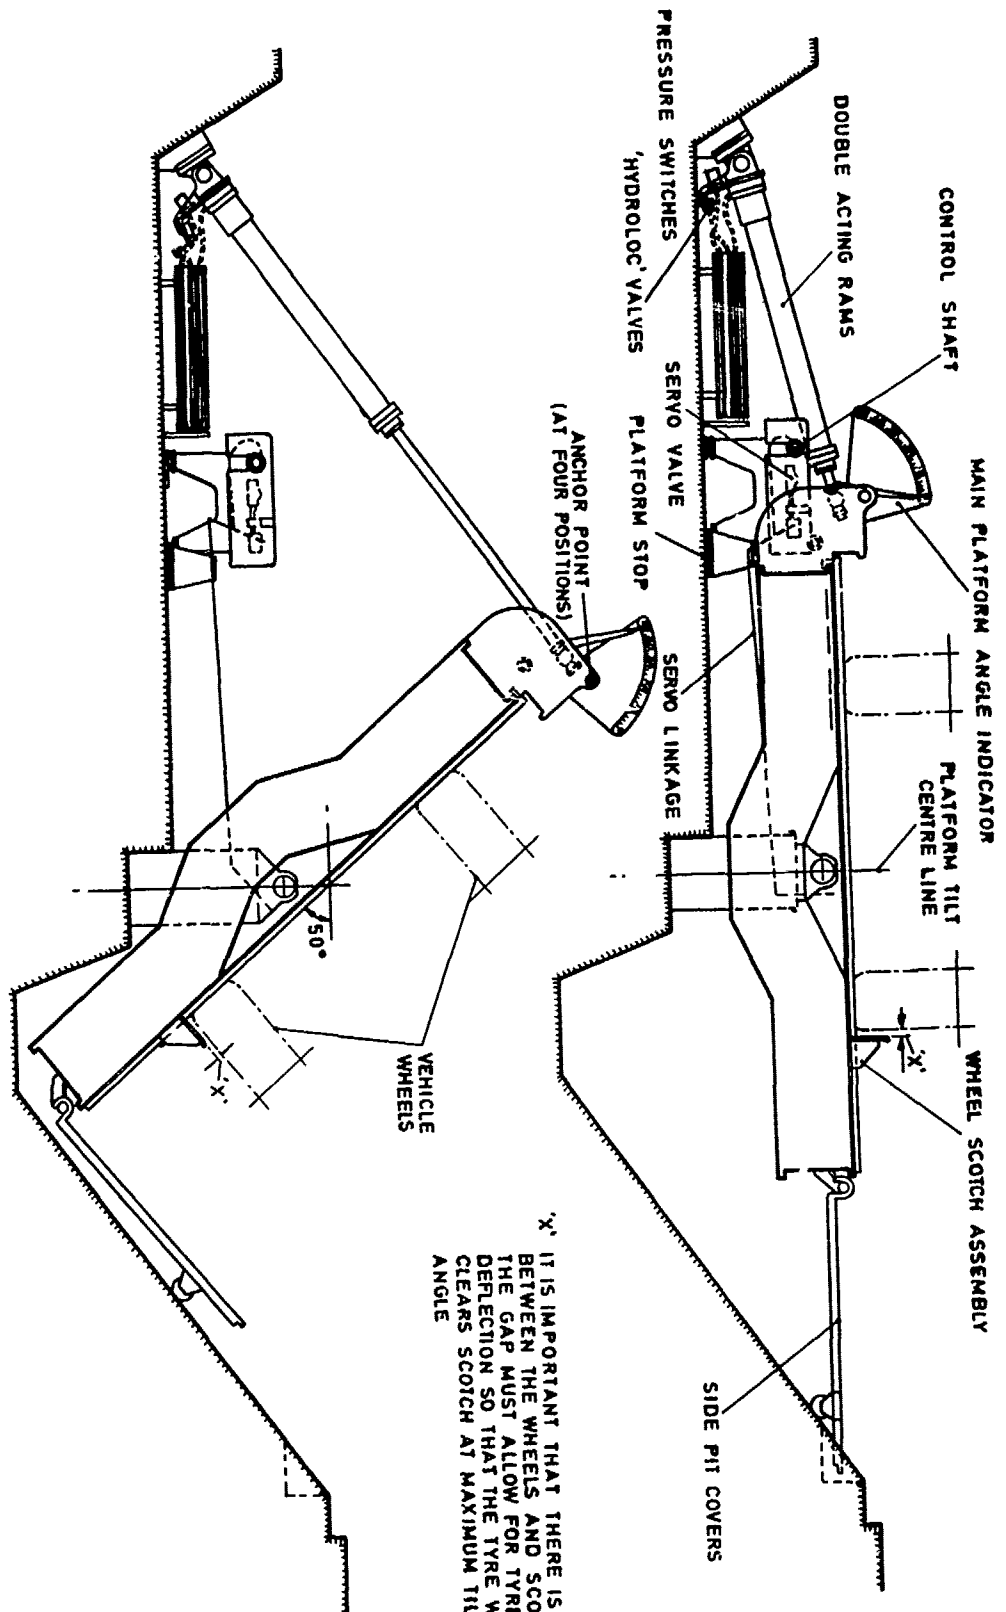 MAIN PLATFORM ANGLE INDICATOR
CONTROL SHAFT
DOUBLE ACTING RAMS
PRESSURE SWITCHES
'HYDROLOC' VALVES
SERVO VALVE
PLATFORM STOP
SERVO LINKAGE
PLATFORM TILT
CENTRE LINE
WHEEL SCOTCH ASSEMBLY
'X'
SIDE PIT COVERS
ANCHOR POINT
(AT FOUR POSITIONS)
50°
VEHICLE
WHEELS
'X'
'X' IT IS IMPORTANT THAT THERE IS
BETWEEN THE WHEELS AND
THE GAP MUST ALLOW FOR
DEFLECTION SO THAT THE TYRE
CLEARS SCOTCH AT MAXIMUM
ANGLE